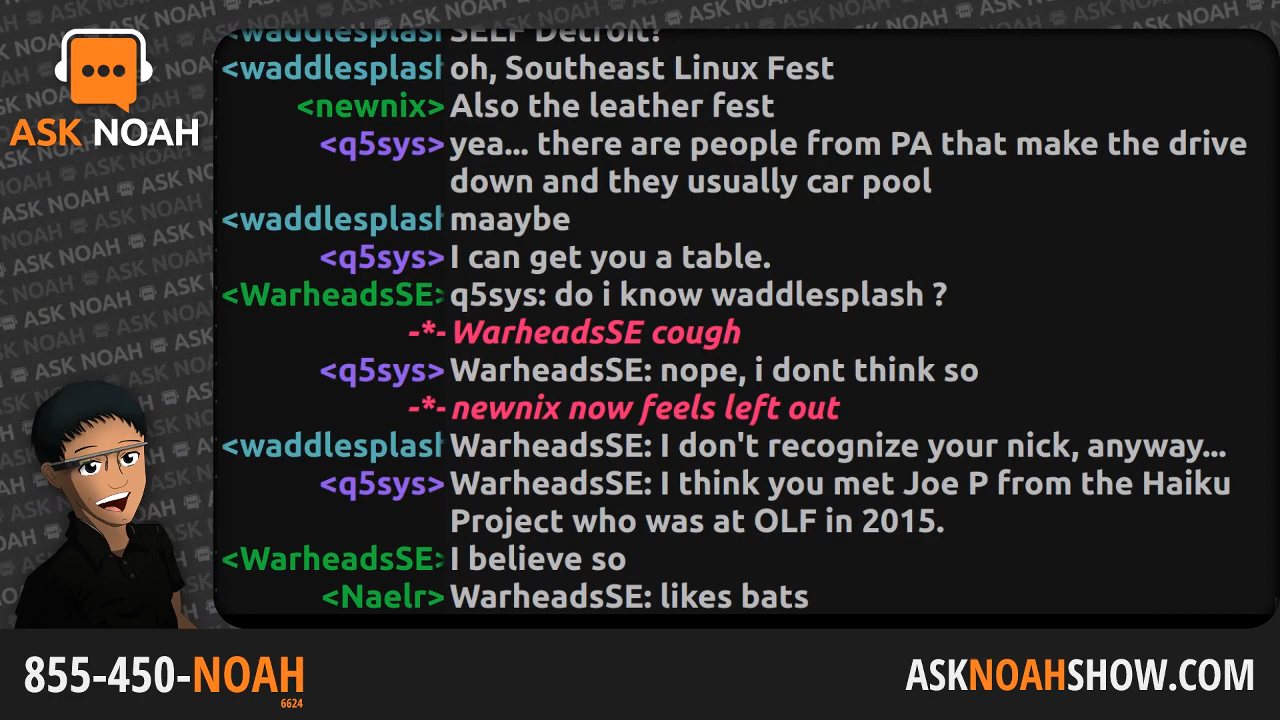 ASK NOAH
<waddlesplash SELF Detroit?
<waddlesplash oh, Southeast Linux Fest
<newnix> Also the leather fest
<q5sys> yea... there are people from PA that make the drive
down and they usually car pool
<waddlesplash maaybe
<q5sys> I can get you a table.
<WarheadsSE> q5sys: do i know waddlesplash ?
-*- WarheadsSE cough
<q5sys> WarheadsSE: nope, i dont think so
-*- newnix now feels left out
<waddlesplash WarheadsSE: I don't recognize your nick, anyway...
<q5sys> WarheadsSE: I think you met Joe P from the Haiku
Project who was at OLF in 2015.
<WarheadsSE> I believe so
<Naelr> WarheadsSE: likes bats
855-450-NOAH
6624
ASKNOAHSHOW.COM